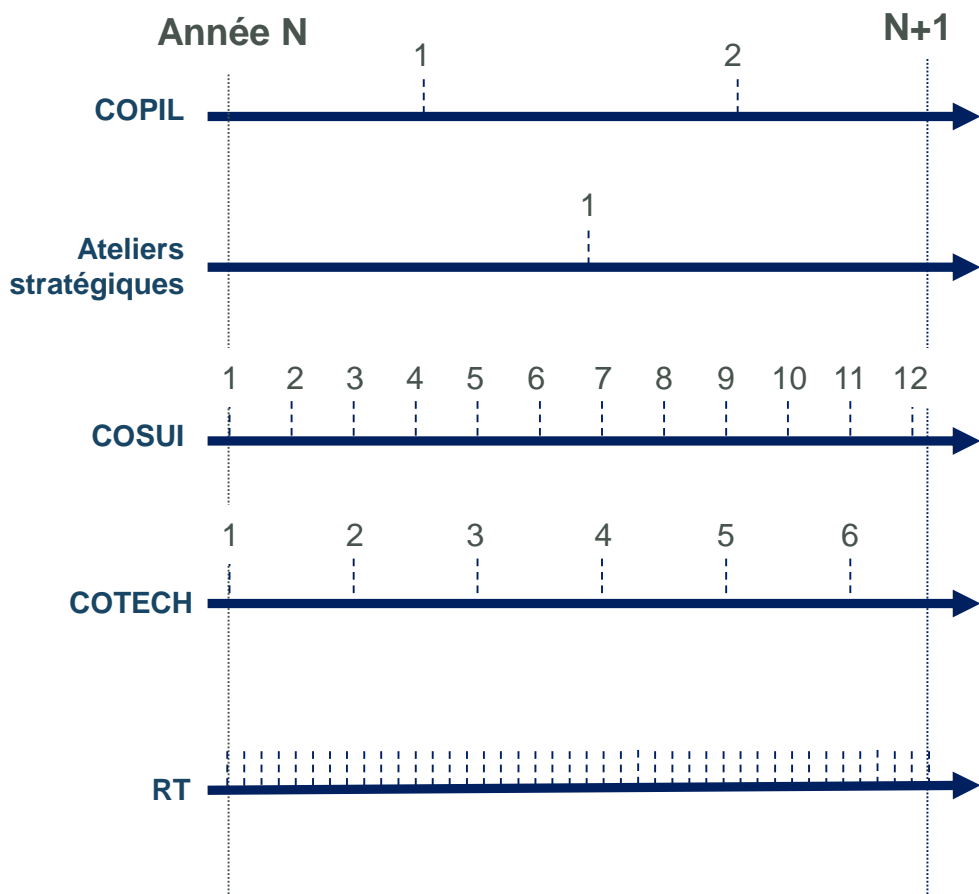 Année N
N+1
1 2
COPIL
1
Ateliers
stratégiques
1 2 3 4 5 6 7 8 9 10 11 12
COSUI
1 2 3 4 5 6
COTECH
RT